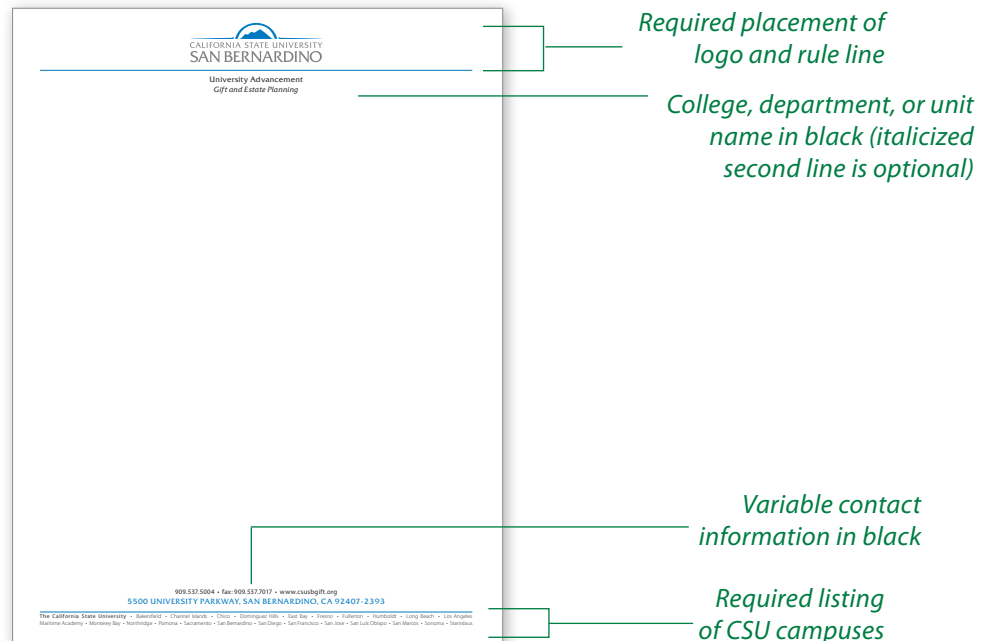 CALIFORNIA STATE UNIVERSITY
SAN BERNARDINO
University Advancement
Gift and Estate Planning
Required placement of
logo and rule line
College, department, or unit
name in black (italicized
second line is optional)
Variable contact
information in black
909.537.5004 • fax: 909.537.7017 • www.csusbgift.org
5500 UNIVERSITY PARKWAY, SAN BERNARDINO, CA 92407-2393
The California State University • Bakersfield • Channel Islands • Chico • Dominguez Hills • East Bay • Fresno • Fullerton • Humboldt • Long Beach • Los Angeles
Maritime Academy • Monterey Bay • Northridge • Pomona • Sacramento • San Bernardino • San Diego • San Francisco • San Jose • San Luis Obispo • San Marcos • Sonoma • Stanislaus
Required listing
of CSU campuses